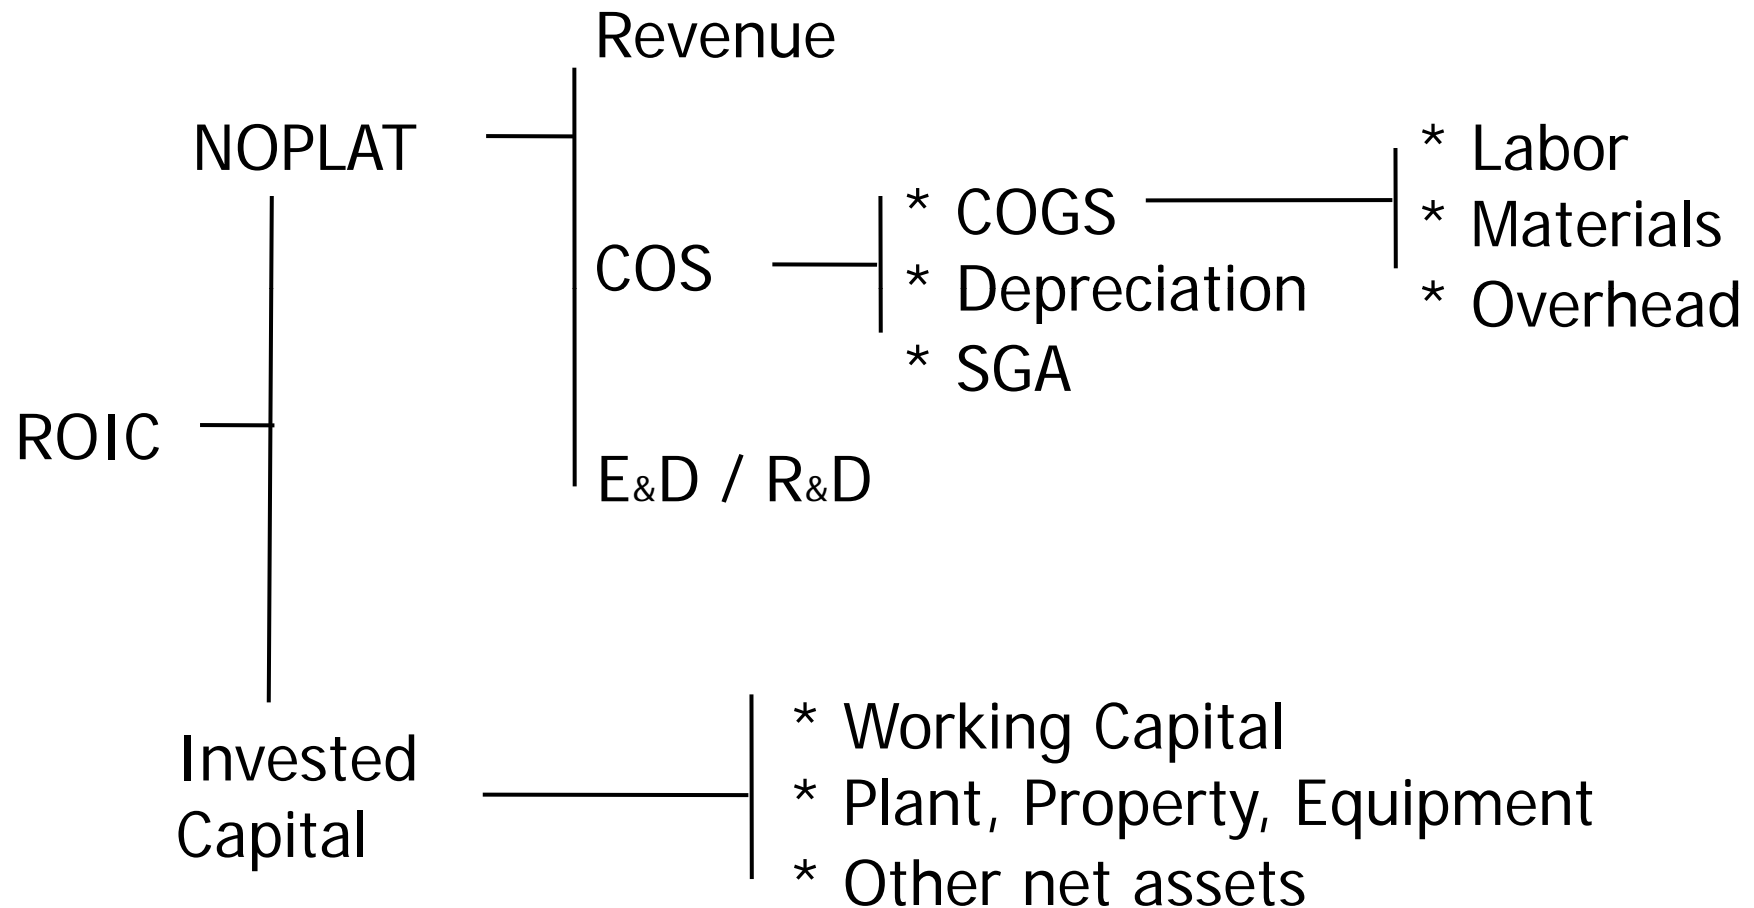 Revenue
NOPLAT
* Labor
* Materials
* Overhead
* COGS
* Depreciation
* SGA
COS
ROIC
E&D / R&D
Invested
Capital
* Working Capital
* Plant, Property, Equipment
* Other net assets